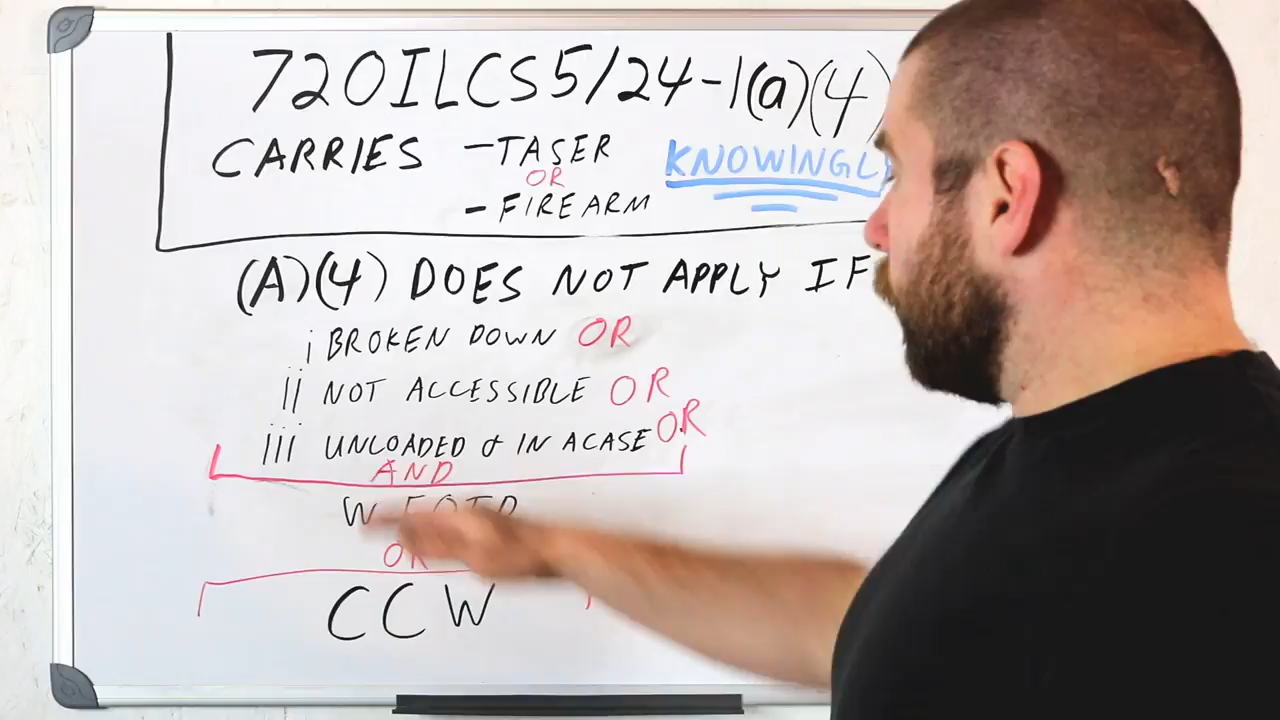 720ILCS5/24-1(a)(4)
CARRIES -TASER
OR
-FIREARM
KNOWINGLY
(A)(4) DOES NOT APPLY IF
i BROKEN DOWN OR
ii NOT ACCESSIBLE OR
iii UNLOADED & IN A CASE OR
AND
W
OR
CCW